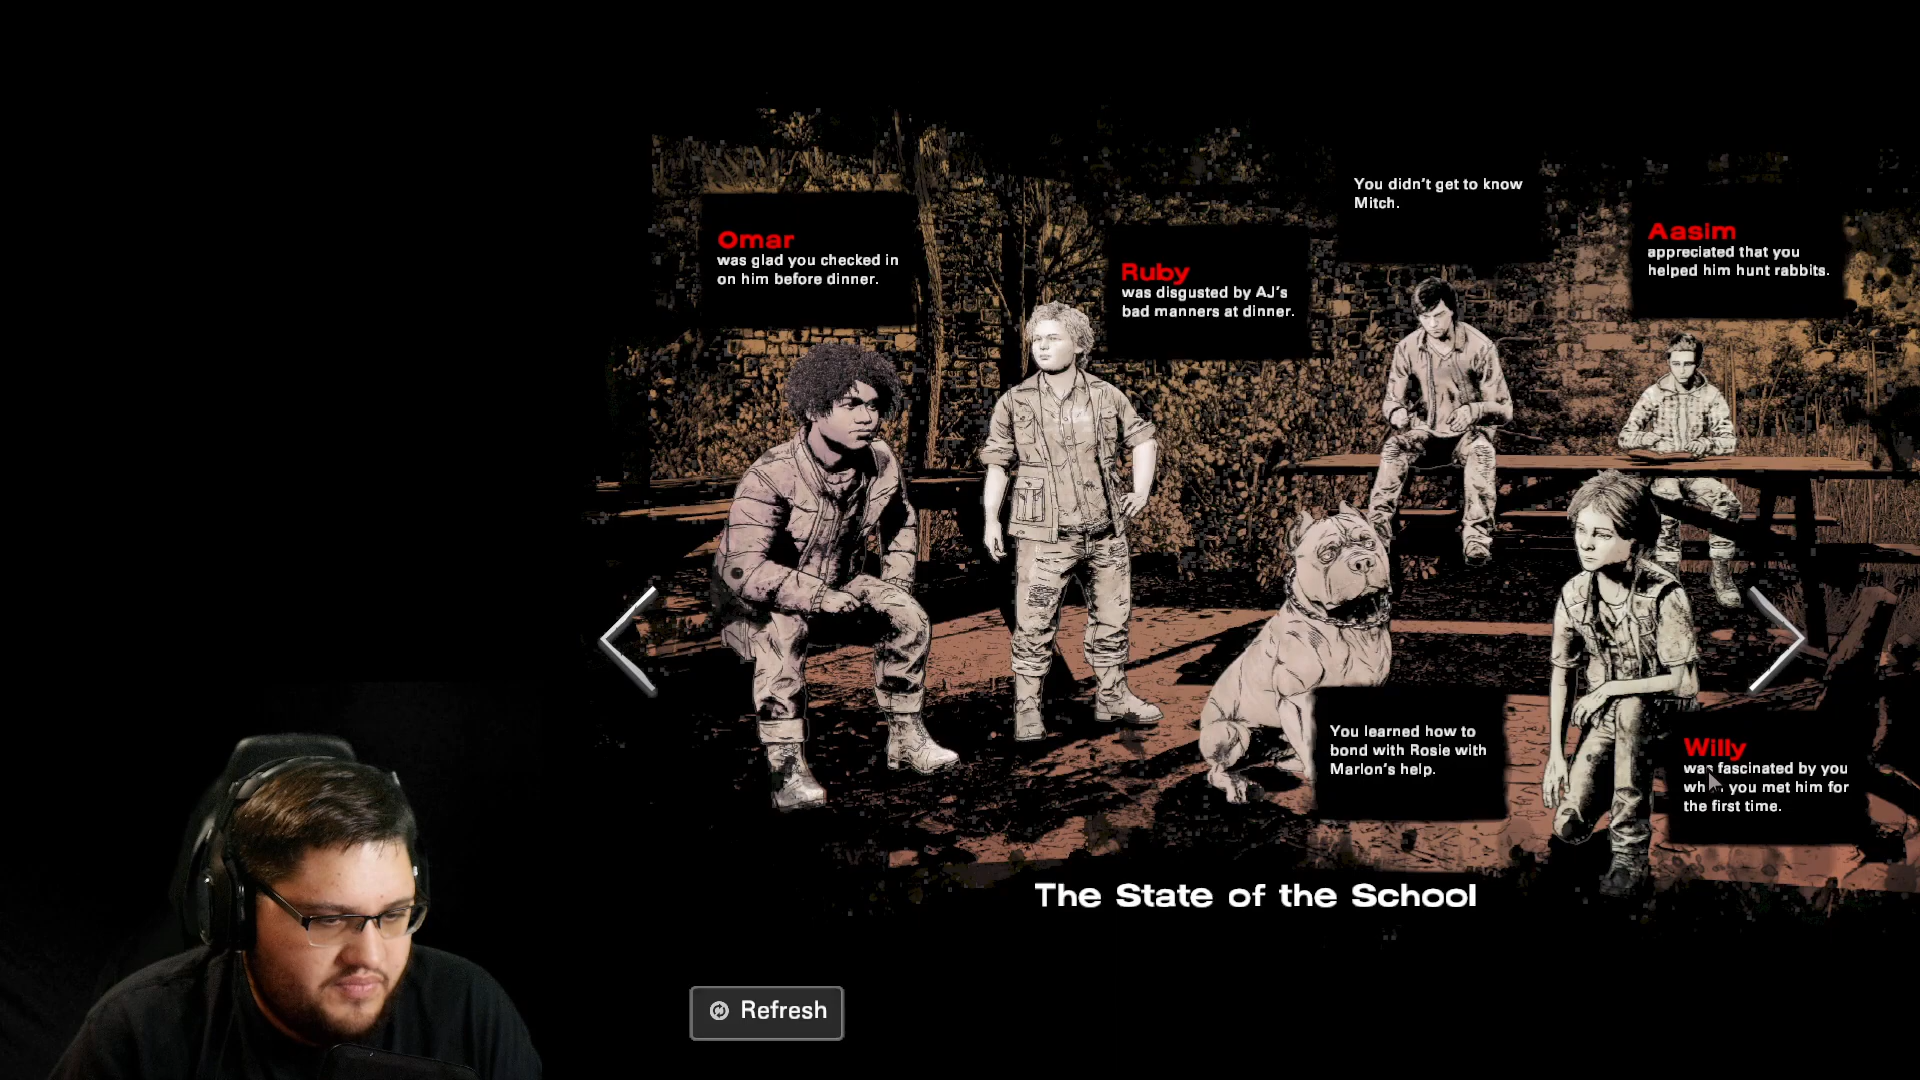 You didn't get to know
Mitch.
Omar
was glad you checked in
on him before dinner.
Ruby
was disgusted by AJ's
bad manners at dinner.
Aasim
appreciated that you
helped him hunt rabbits.
You learned how to
bond with Rosie with
Marlon's help.
Willy
was fascinated by you
you met him for
the first time.
The State of the School
Refresh